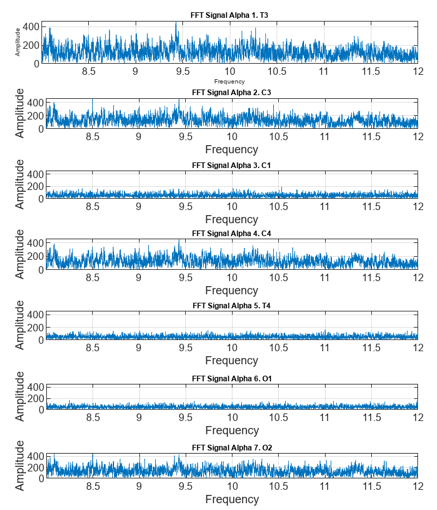 FFT Signal Alpha 1. T3
400
200
0
Amplitude
8.5 9 9.5 10 10.5 11 11.5 12
Frequency
FFT Signal Alpha 2. C3
400
200
0
Amplitude
8.5 9 9.5 10 10.5 11 11.5 12
Frequency
FFT Signal Alpha 3. C1
400
200
0
Amplitude
8.5 9 9.5 10 10.5 11 11.5 12
Frequency
FFT Signal Alpha 4. C4
400
200
0
Amplitude
8.5 9 9.5 10 10.5 11 11.5 12
Frequency
FFT Signal Alpha 5. T4
400
200
0
Amplitude
8.5 9 9.5 10 10.5 11 11.5 12
Frequency
FFT Signal Alpha 6. O1
400
200
0
Amplitude
8.5 9 9.5 10 10.5 11 11.5 12
Frequency
FFT Signal Alpha 7. O2
400
200
0
Amplitude
8.5 9 9.5 10 10.5 11 11.5 12
Frequency